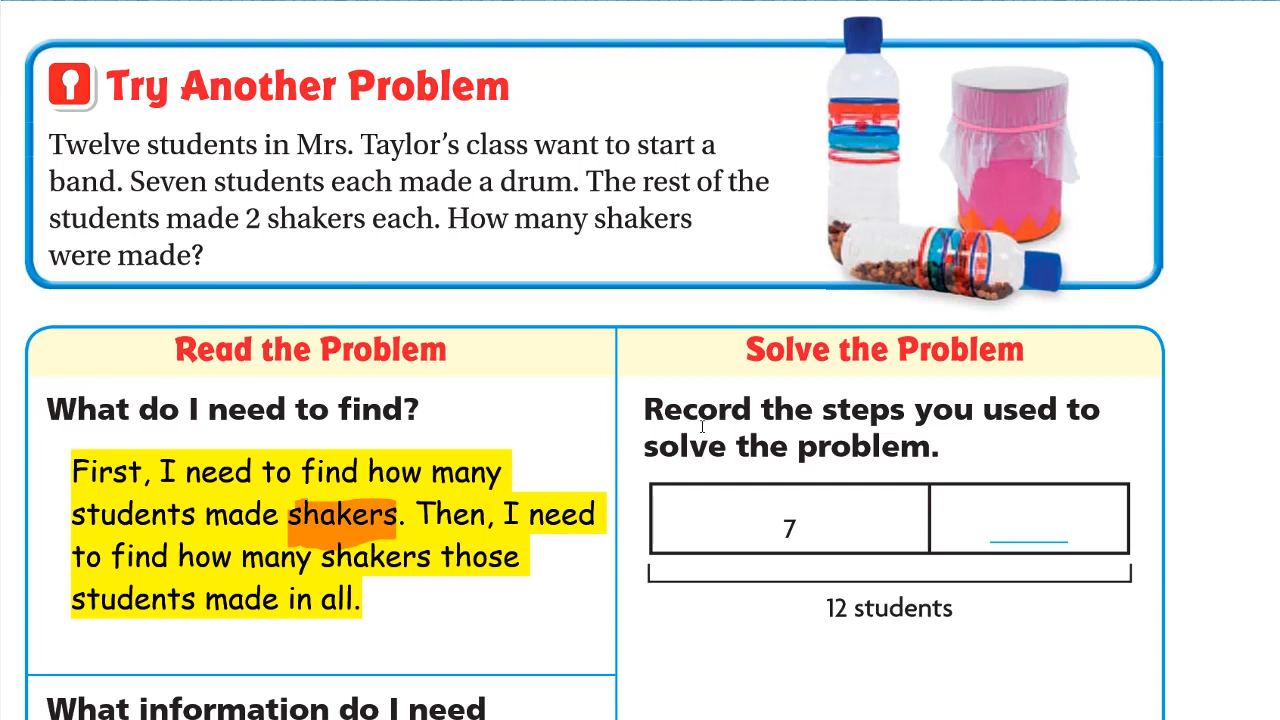 Try Another Problem
Twelve students in Mrs. Taylor's class want to start a
band. Seven students each made a drum. The rest of the
students made 2 shakers each. How many shakers
were made?
Read the Problem
What do I need to find?
First, I need to find how many
students made shakers. Then, I need
to find how many shakers those
students made in all.
What information do I need
Solve the Problem
Record the steps you used to
solve the problem.
7 ______
12 students